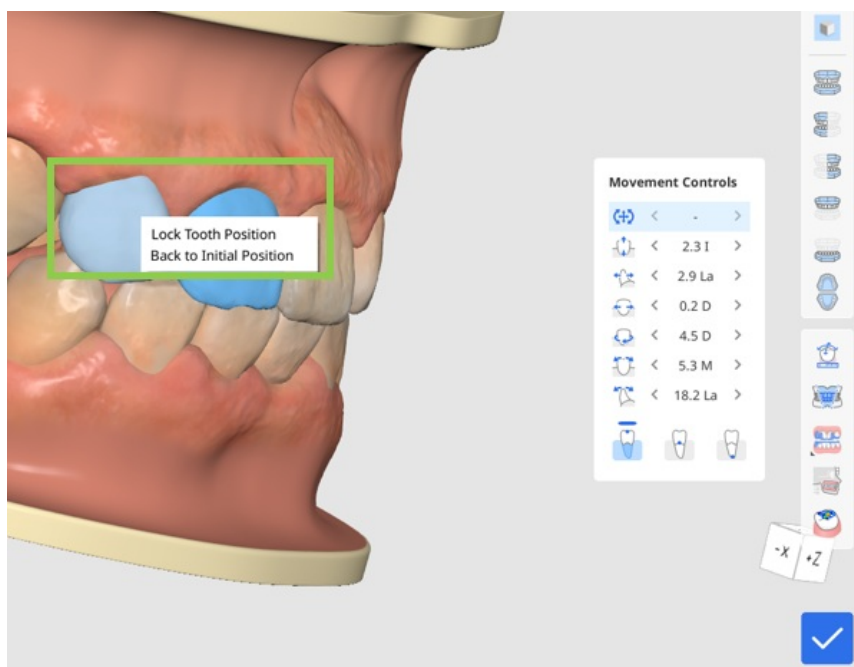 Lock Tooth Position
Back to Initial Position
Movement Controls
-
2.3 I
2.9 La
0.2 D
4.5 D
5.3 M
18.2 La
-X
+Z